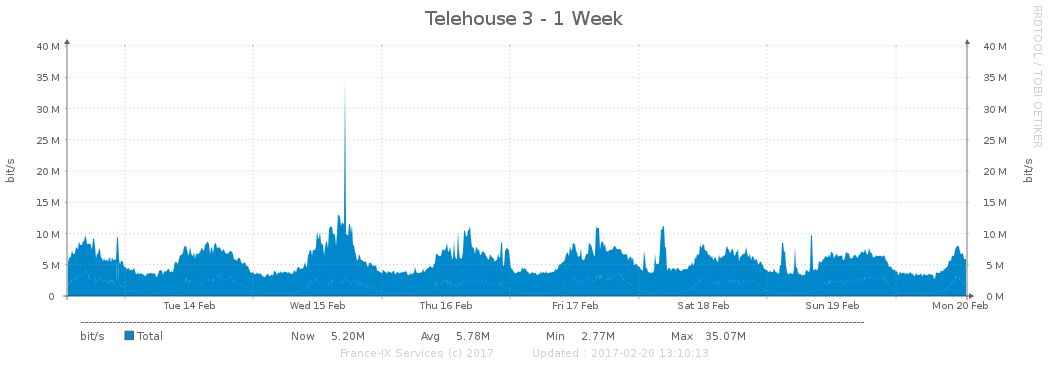 Telehouse 3 - 1 Week
RRDTOOL / TOBI OETIKER
40 M 40 M
35 M 35 M
30 M 30 M
25 M 25 M
20 M 20 M
15 M 15 M
10 M 10 M
5 M 5 M
0 0 M
bit/s bit/s
Tue 14 Feb Wed 15 Feb Thu 16 Feb Fri 17 Feb Sat 18 Feb Sun 19 Feb Mon 20 Feb
bit/s Total Now 5.20M Avg 5.78M Min 2.77M Max 35.07M
France-IX Services (c) 2017 Updated : 2017-02-20 13:10:13